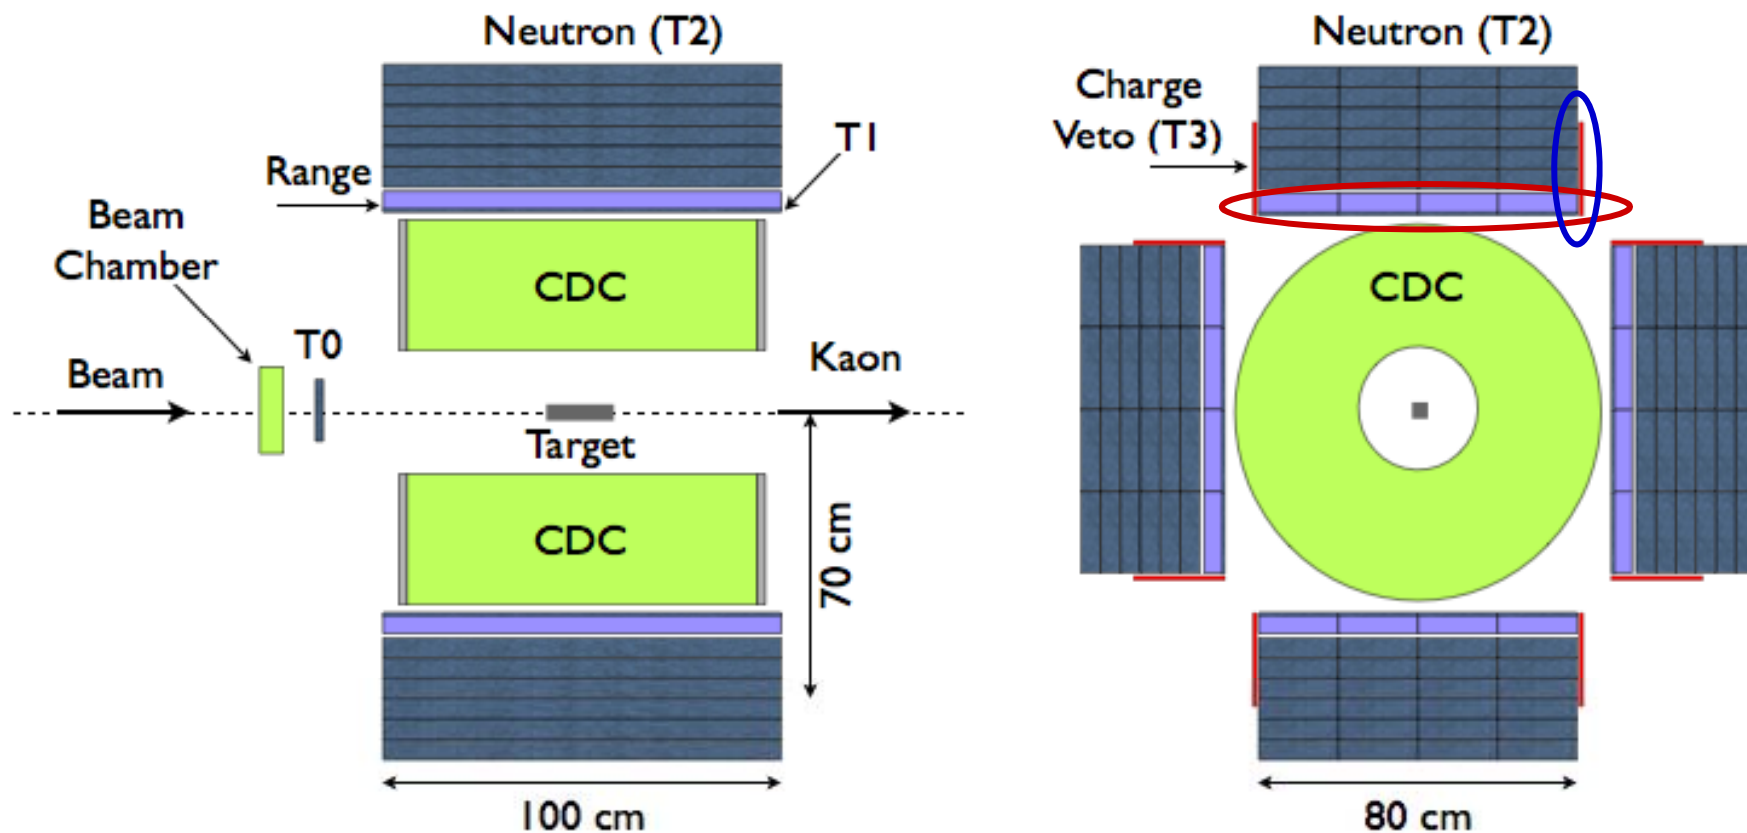 Neutron (T2)
T1
Range
Beam
Chamber
CDC
T0
Beam
Kaon
Target
CDC
70 cm
100 cm
Neutron (T2)
Charge
Veto (T3)
CDC
80 cm